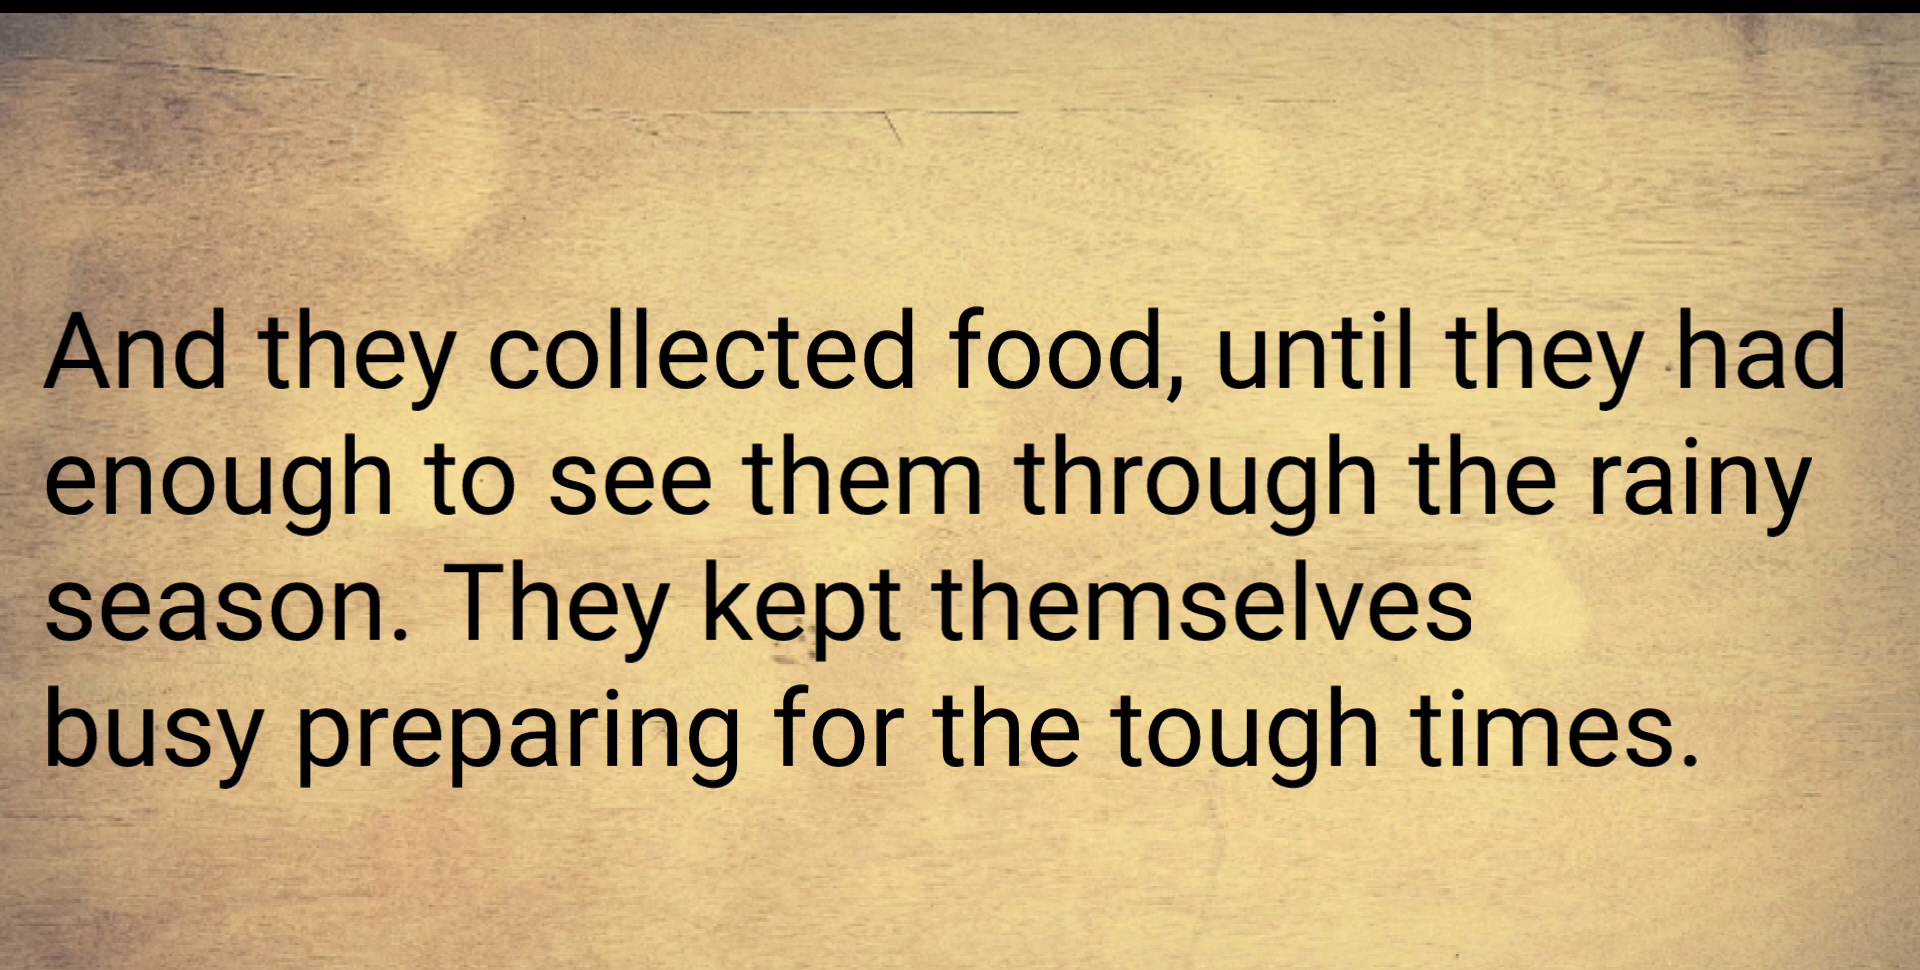 And they collected food, until they had
enough to see them through the rainy
season. They kept themselves
busy preparing for the tough times.